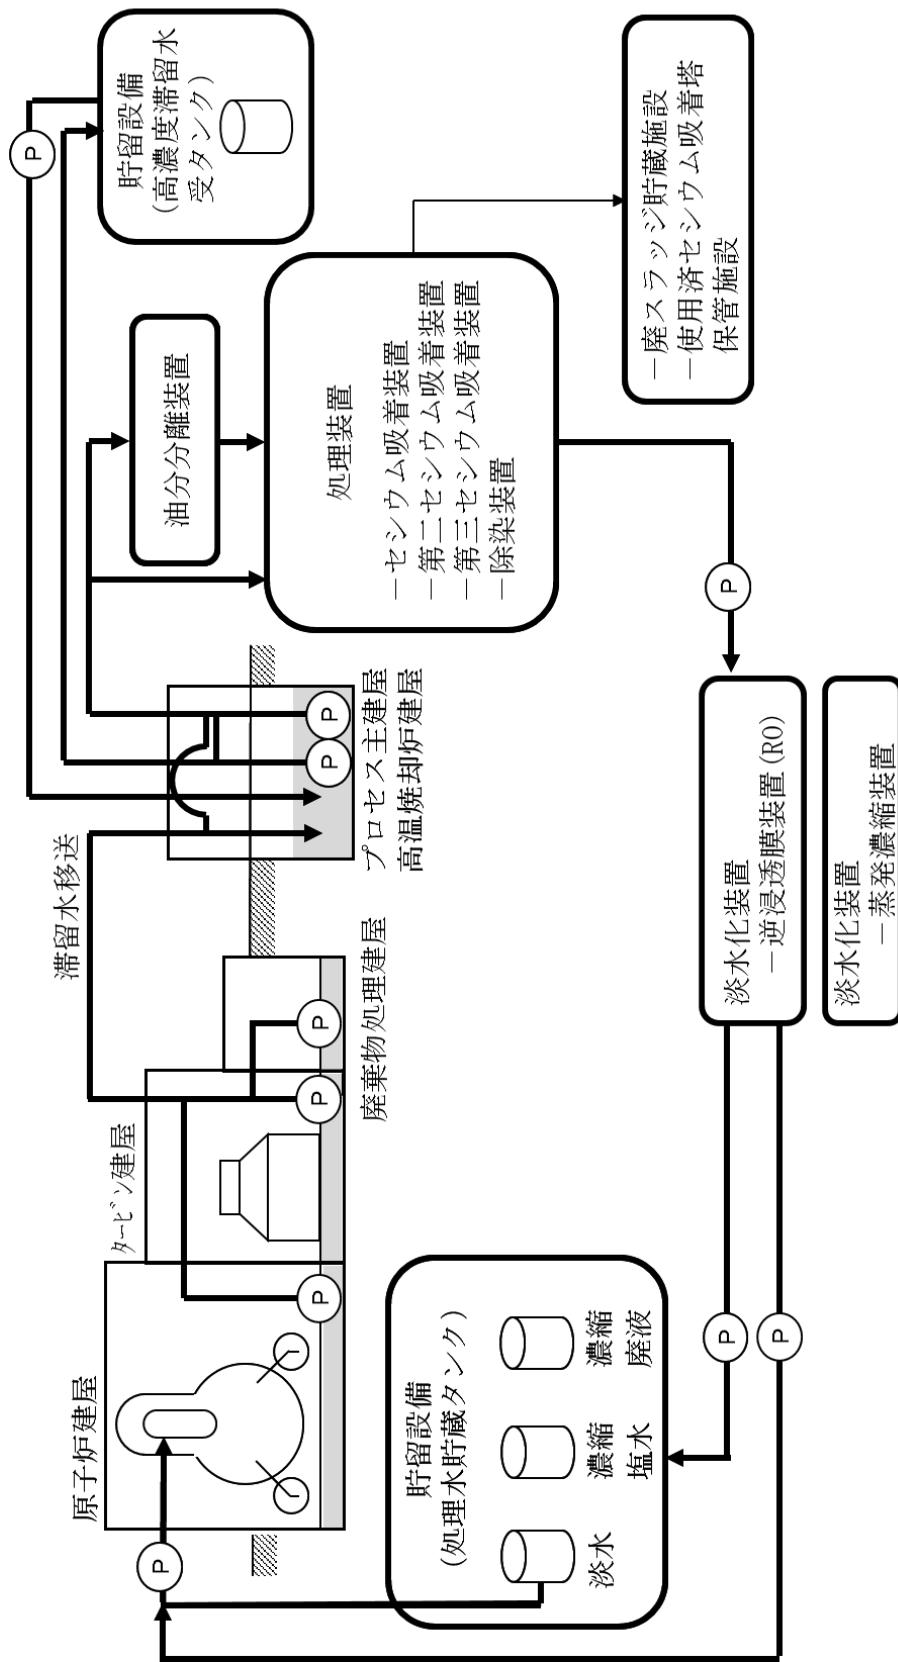 原子炉建屋
タービン建屋
滞留水移送
廃棄物処理建屋
プロセス主建屋
高温焼却炉建屋
油分分離装置
貯留設備
(高濃度滞留水
受タンク)
処理装置
－セシウム吸着装置
－第二セシウム吸着装置
－第三セシウム吸着装置
－除染装置
－廃スラッジ貯蔵施設
－使用済セシウム吸着塔
保管施設
貯留設備
(処理水貯蔵タンク)
淡水
濃縮
塩水
濃縮
廃液
淡水化装置
－逆浸透膜装置(RO)
淡水化装置
－蒸発濃縮装置
P
P
P
P
P
P
P
P
P
P